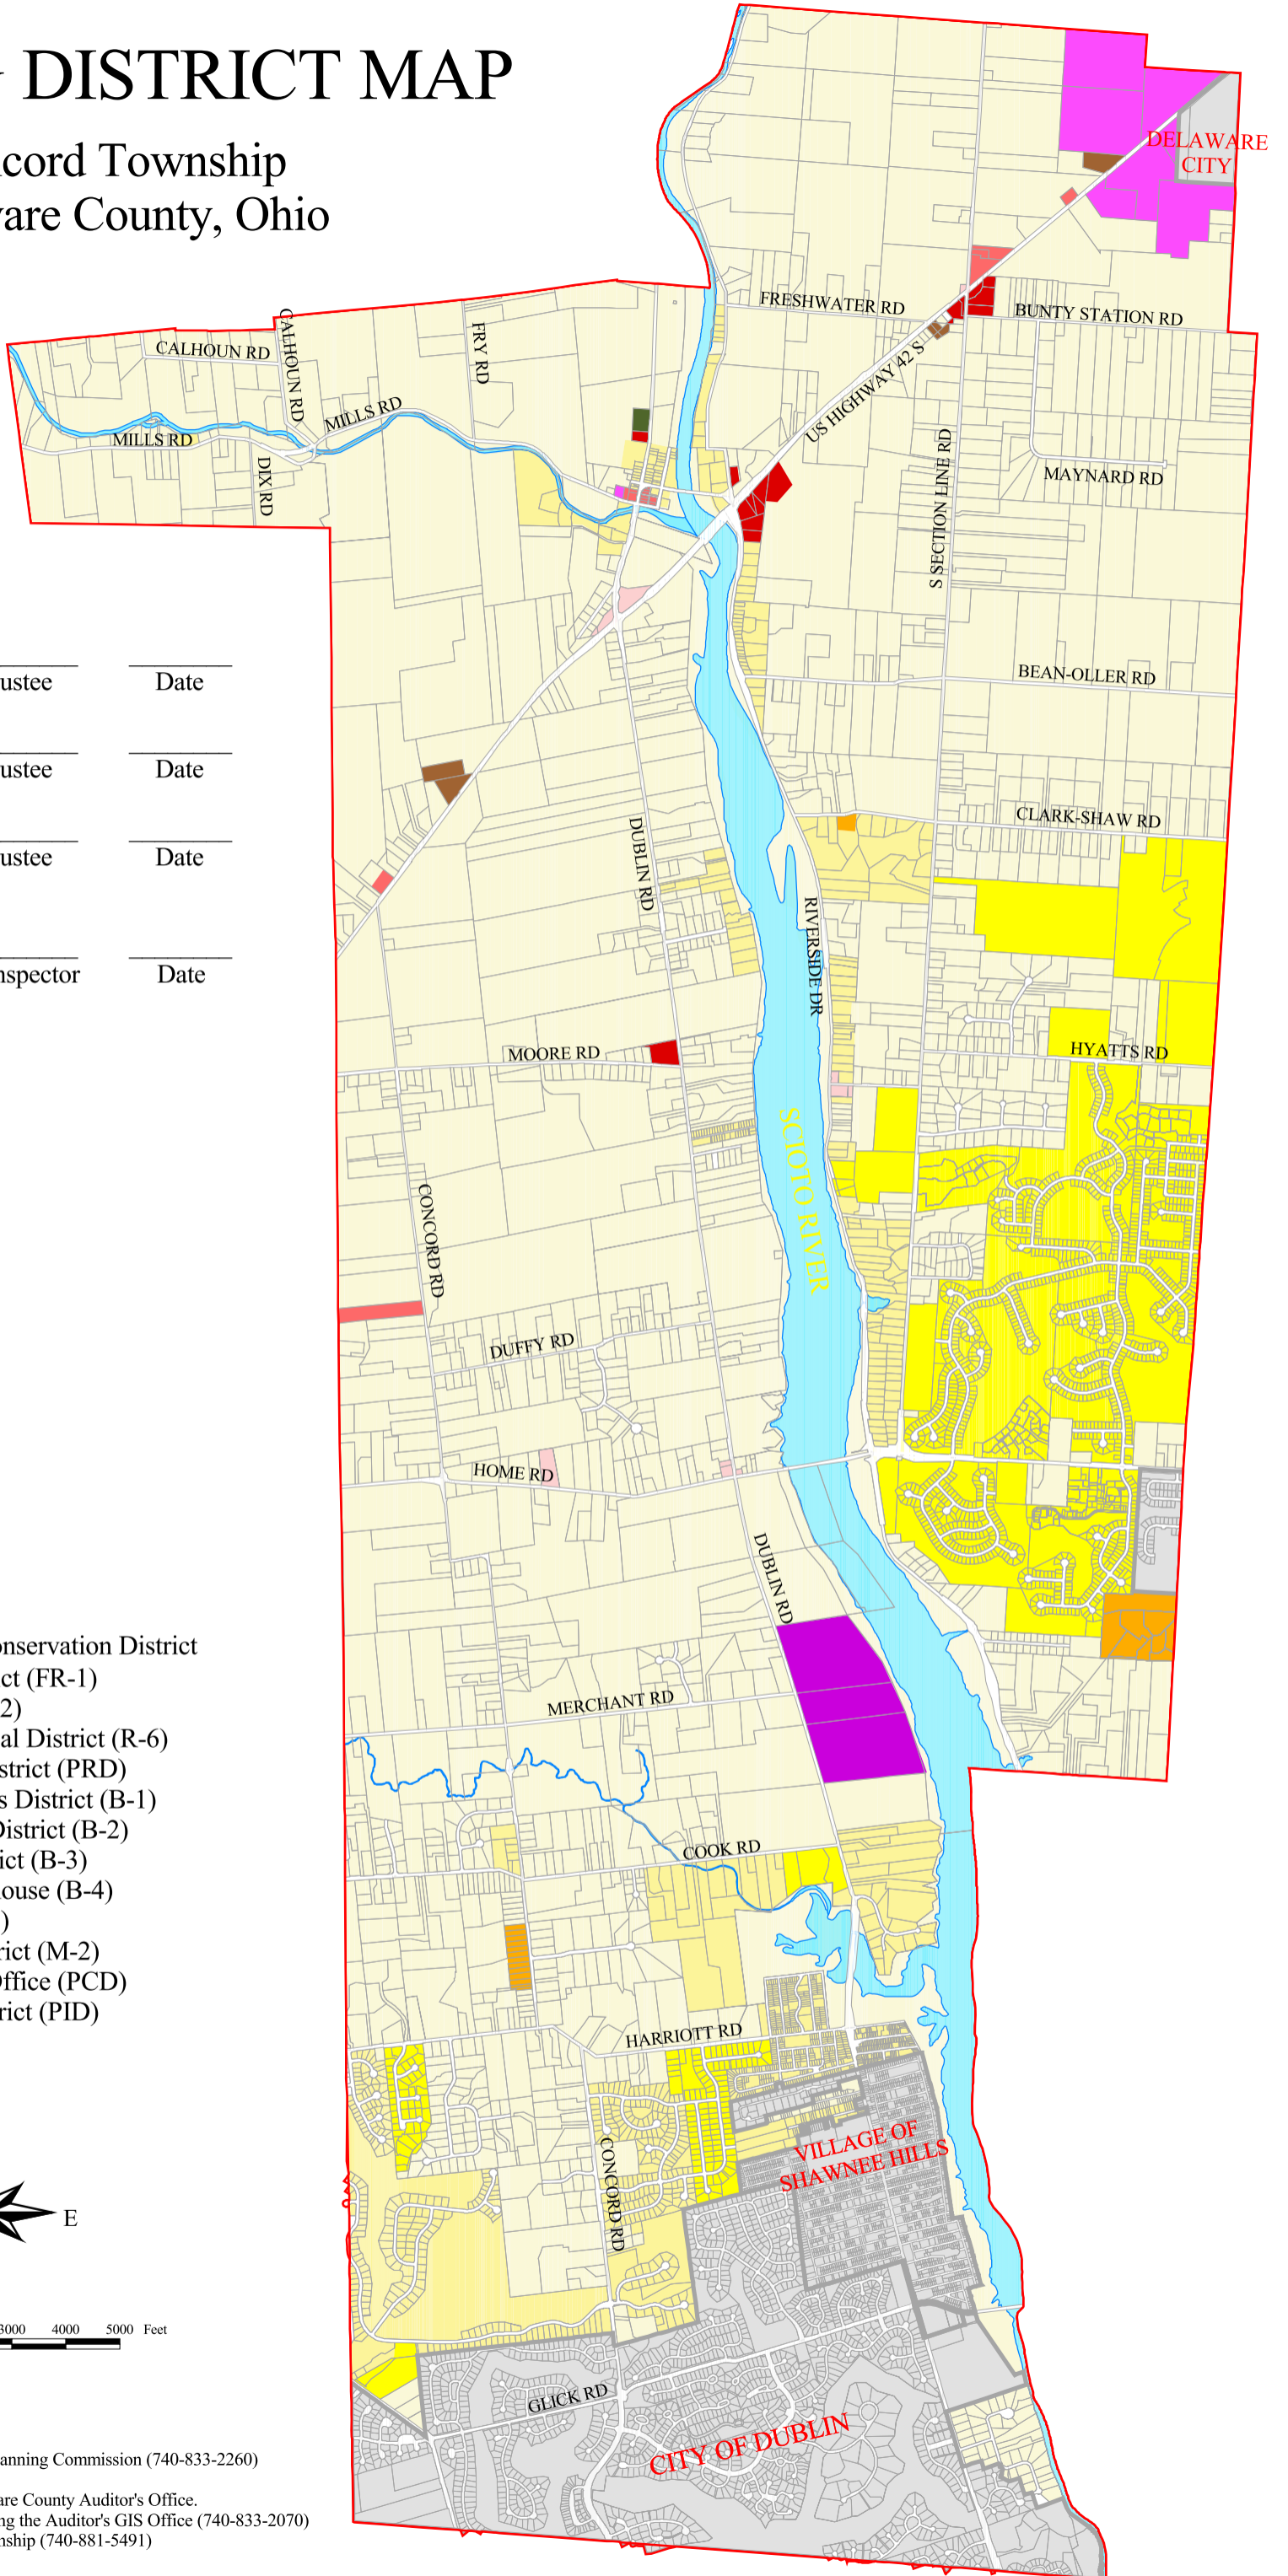 DISTRICT MAP
cord Township
are County, Ohio
DELAWARE
CITY
FRESHWATER RD
BUNTY STATION RD
CALHOUN RD
CALHOUN RD
FRY RD
MILLS RD
MILLS RD
DIX RD
US HIGHWAY 42 S
S SECTION LINE RD
MAYNARD RD
ustee Date
BEAN-OLLER RD
ustee Date
CLARK-SHAW RD
DUBLIN RD
ustee Date
RIVERSIDE DR
nspector Date
MOORE RD
HYATTS RD
SCIOTO RIVER
CONCORD RD
DUFFY RD
HOME RD
DUBLIN RD
onservation District
ct (FR-1)
2)
al District (R-6)
strict (PRD)
s District (B-1)
District (B-2)
ict (B-3)
ouse (B-4)
)
rict (M-2)
Office (PCD)
rict (PID)
MERCHANT RD
COOK RD
HARRIOTT RD
VILLAGE OF
SHAWNEE HILLS
CONCORD RD
E
3000 4000 5000 Feet
GLICK RD
CITY OF DUBLIN
anning Commission (740-833-2260)
are County Auditor's Office.
ng the Auditor's GIS Office (740-833-2070)
nship (740-881-5491)